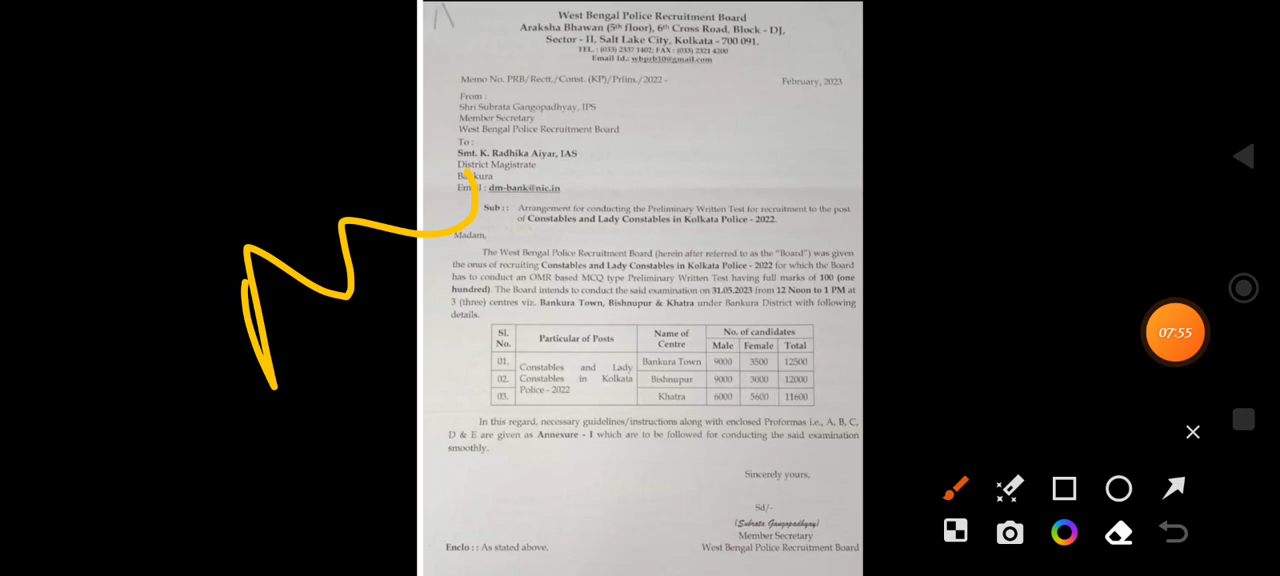 West Bengal Police Recruitment Board
Araksha Bhawan (5th floor), 6th Cross Road, Block - DJ,
Sector - II, Salt Lake City, Kolkata - 700 091.
TEL. : (033) 2337 1402; FAX : (033) 2321 4200
Email Id.: wbprb10@gmail.com
Memo No. PRB/Rectt./Const. (KP)/Prlim./2022 - February, 2023
From :
Shri Subrata Gangopadhyay, IPS
Member Secretary
West Bengal Police Recruitment Board
To :
Smt. K. Radhika Aiyar, IAS
District Magistrate
Bankura
Email : dm-bank@nic.in
Sub : : Arrangement for conducting the Preliminary Written Test for recruitment to the post
of Constables and Lady Constables in Kolkata Police - 2022.
Madam,
The West Bengal Police Recruitment Board (herein after referred to as the "Board") was given
the onus of recruiting Constables and Lady Constables in Kolkata Police - 2022 for which the Board
has to conduct an OMR based MCQ type Preliminary Written Test having full marks of 100 (one
hundred). The Board intends to conduct the said examination on 31.05.2023 from 12 Noon to 1 PM at
3 (three) centres viz. Bankura Town, Bishnupur & Khatra under Bankura District with following
details.
Sl. No. Particular of Posts Name of Centre No. of candidates
Male Female Total
01. Constables and Lady Constables in Kolkata Police - 2022 Bankura Town 9000 3500 12500
02. Bishnupur 9000 3000 12000
03. Khatra 6000 5600 11600
In this regard, necessary guidelines/instructions along with enclosed Proformas i.e., A, B, C,
D & E are given as Annexure - I which are to be followed for conducting the said examination
smoothly.
Sincerely yours,
Sd/-
(Subrata Gangopadhyay)
Member Secretary
Enclo : : As stated above. West Bengal Police Recruitment Board
07:55